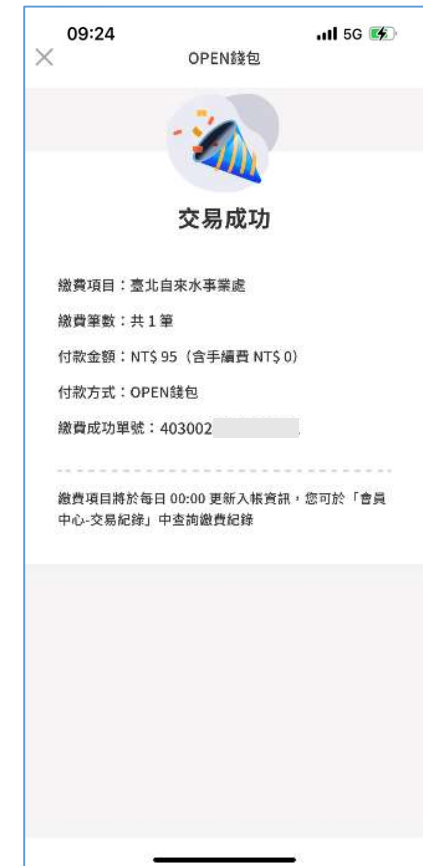 09:24
5G
OPEN錢包
交易成功
繳費項目：臺北自來水事業處
繳費筆數：共 1 筆
付款金額：NT$ 95（含手續費 NT$ 0）
付款方式：OPEN錢包
繳費成功單號：403002
繳費項目將於每日 00:00 更新入帳資訊，您可於「會員
中心-交易紀錄」中查詢繳費紀錄